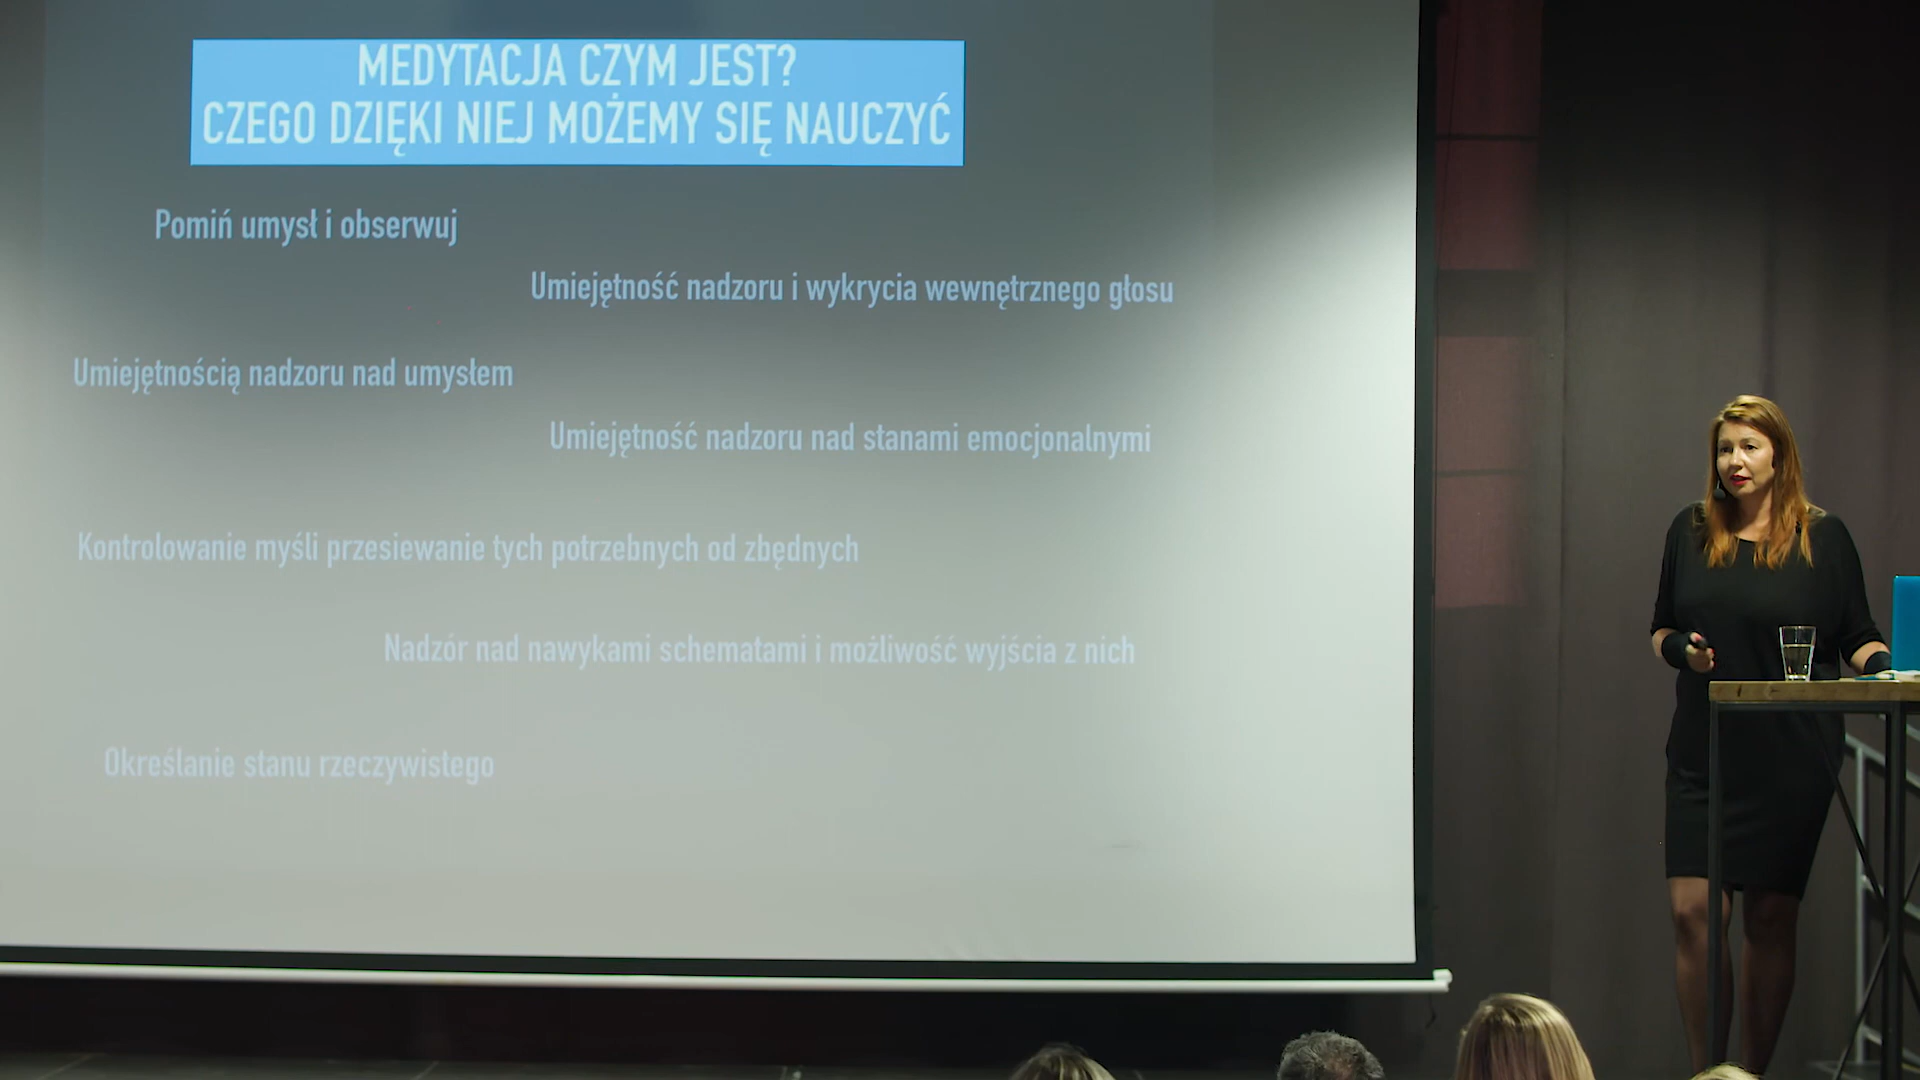 MEDYTACJA CZYM JEST?
CZEGO DZIĘKI NIEJ MOŻEMY SIĘ NAUCZYĆ
Pomiń umysł i obserwuj
Umiejętność nadzoru i wykrycia wewnętrznego głosu
Umiejętnością nadzoru nad umysłem
Umiejętność nadzoru nad stanami emocjonalnymi
Kontrolowanie myśli przesiewanie tych potrzebnych od zbędnych
Nadzór nad nawykami schematami i możliwość wyjścia z nich
Określanie stanu rzeczywistego